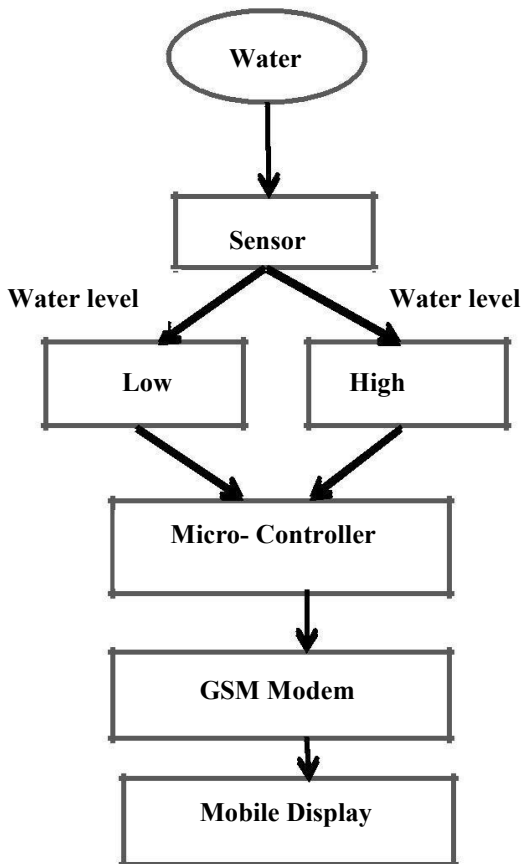 Water
Sensor
Water level
Water level
Low
High
Micro- Controller
GSM Modem
Mobile Display